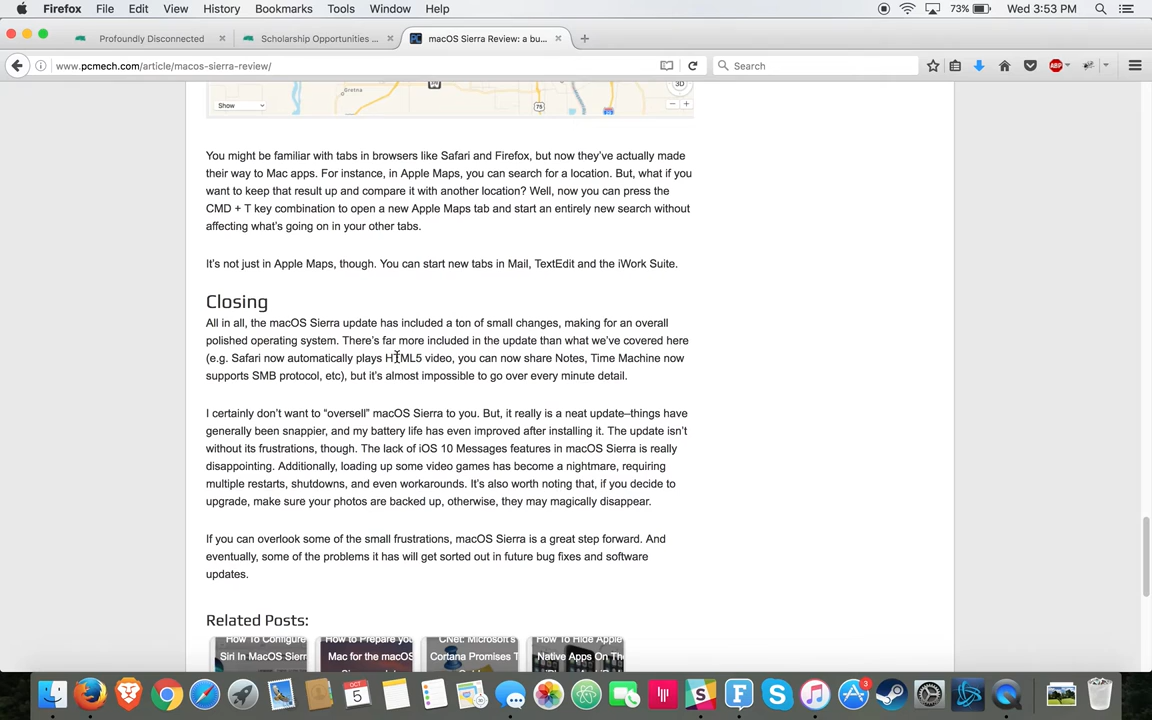 Firefox File Edit View History Bookmarks Tools Window Help 73% Wed 3:53 PM
Profoundly Disconnected Scholarship Opportunities ... macOS Sierra Review: a bu...
www.pcmech.com/article/macos-sierra-review/ Search ABP
Gretna 3D
Show 75
You might be familiar with tabs in browsers like Safari and Firefox, but now they’ve actually made
their way to Mac apps. For instance, in Apple Maps, you can search for a location. But, what if you
want to keep that result up and compare it with another location? Well, now you can press the
CMD + T key combination to open a new Apple Maps tab and start an entirely new search without
affecting what’s going on in your other tabs.
It’s not just in Apple Maps, though. You can start new tabs in Mail, TextEdit and the iWork Suite.
Closing
All in all, the macOS Sierra update has included a ton of small changes, making for an overall
polished operating system. There’s far more included in the update than what we’ve covered here
(e.g. Safari now automatically plays HTML5 video, you can now share Notes, Time Machine now
supports SMB protocol, etc), but it’s almost impossible to go over every minute detail.
I certainly don’t want to “oversell” macOS Sierra to you. But, it really is a neat update–things have
generally been snappier, and my battery life has even improved after installing it. The update isn’t
without its frustrations, though. The lack of iOS 10 Messages features in macOS Sierra is really
disappointing. Additionally, loading up some video games has become a nightmare, requiring
multiple restarts, shutdowns, and even workarounds. It’s also worth noting that, if you decide to
upgrade, make sure your photos are backed up, otherwise, they may magically disappear.
If you can overlook some of the small frustrations, macOS Sierra is a great step forward. And
eventually, some of the problems it has will get sorted out in future bug fixes and software
updates.
Related Posts:
How To Configure How to Prepare you CNet: Microsoft's How To Hide Apple
Siri In MacOS Sierr Mac for the macOS Cortana Promises T Native Apps On The
OCT
5 3